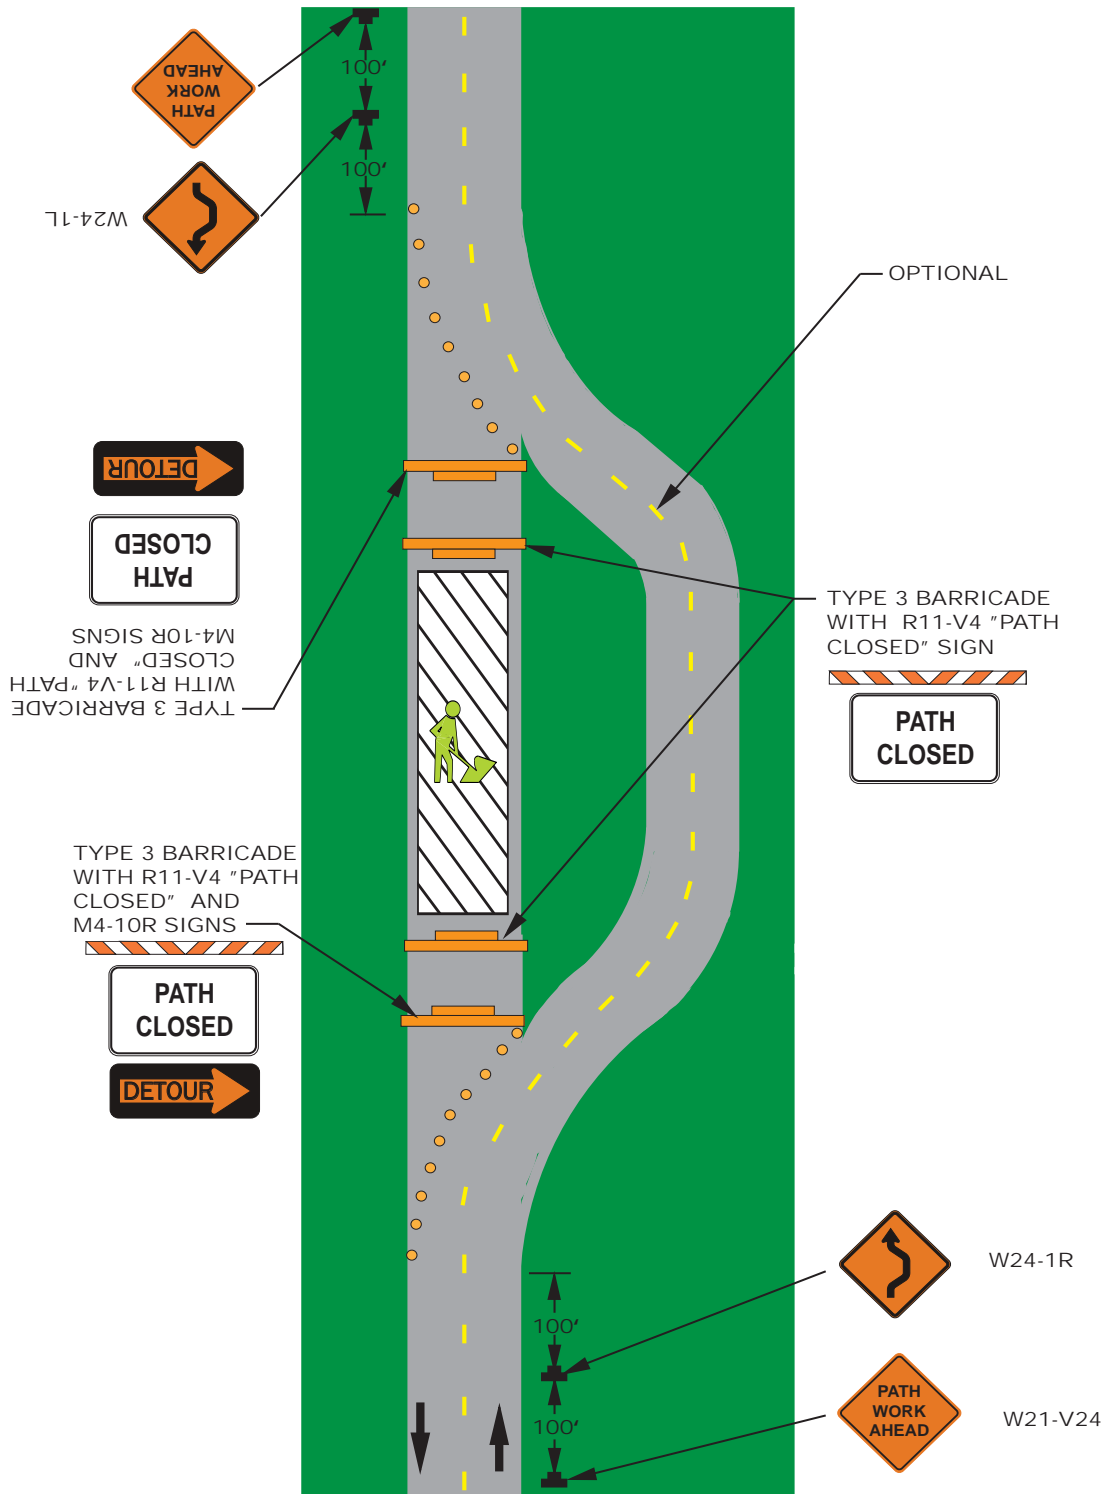 100'
PATH
WORK
AHEAD
100'
W24-1L
OPTIONAL
DETOUR
PATH
CLOSED
TYPE 3 BARRICADE
WITH R11-V4 "PATH
CLOSED" AND
M4-10R SIGNS
TYPE 3 BARRICADE
WITH R11-V4 "PATH
CLOSED" SIGN
PATH
CLOSED
TYPE 3 BARRICADE
WITH R11-V4 "PATH
CLOSED" AND
M4-10R SIGNS
PATH
CLOSED
DETOUR
W24-1R
100'
PATH
WORK
AHEAD
W21-V24
100'